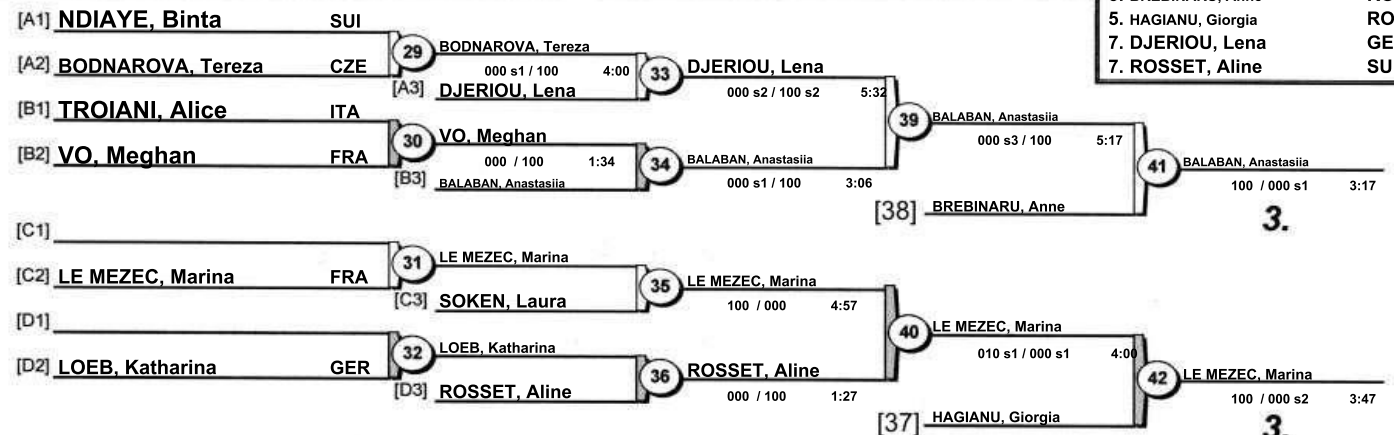 5. HAGIANU, Giorgia RO
7. DJERIOU, Lena GE
7. ROSSET, Aline SU
[A1] NDIAYE, Binta SUI
29 BODNAROVA, Tereza
[A2] BODNAROVA, Tereza CZE
000 s1 / 100 4:00
33 DJERIOU, Lena
[A3] DJERIOU, Lena
000 s2 / 100 s2 5:32
[B1] TROIANI, Alice ITA
39 BALABAN, Anastasiia
30 VO, Meghan
000 s3 / 100 5:17
[B2] VO, Meghan FRA
000 / 100 1:34
34 BALABAN, Anastasiia
41 BALABAN, Anastasiia
[B3] BALABAN, Anastasiia
000 s1 / 100 3:06
100 / 000 s1 3:17
[38] BREBINARU, Anne
3.
[C1]
31 LE MEZEC, Marina
[C2] LE MEZEC, Marina FRA
35 LE MEZEC, Marina
[C3] SOKEN, Laura
100 / 000 4:57
[D1]
40 LE MEZEC, Marina
32 LOEB, Katharina
010 s1 / 000 s1 4:00
[D2] LOEB, Katharina GER
36 ROSSET, Aline
42 LE MEZEC, Marina
[D3] ROSSET, Aline
000 / 100 1:27
100 / 000 s2 3:47
[37] HAGIANU, Giorgia
3.